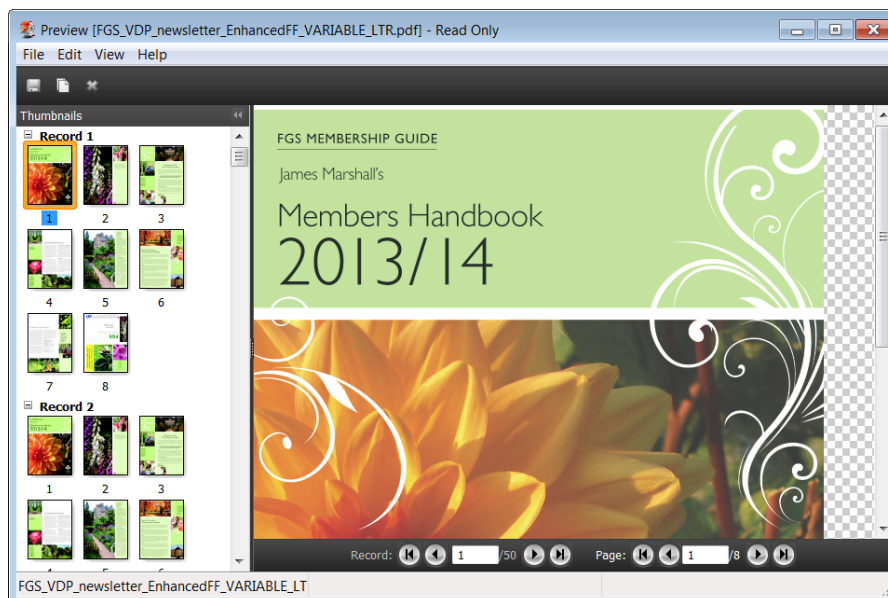 Preview [FGS_VDP_newsletter_EnhancedFF_VARIABLE_LTR.pdf] - Read Only
File Edit View Help
Thumbnails
Record 1
1 2 3
4 5 6
7 8
Record 2
1 2 3
FGS MEMBERSHIP GUIDE
James Marshall's
Members Handbook
2013/14
Record: 1 /50 Page: 1 /8
FGS_VDP_newsletter_EnhancedFF_VARIABLE_LT